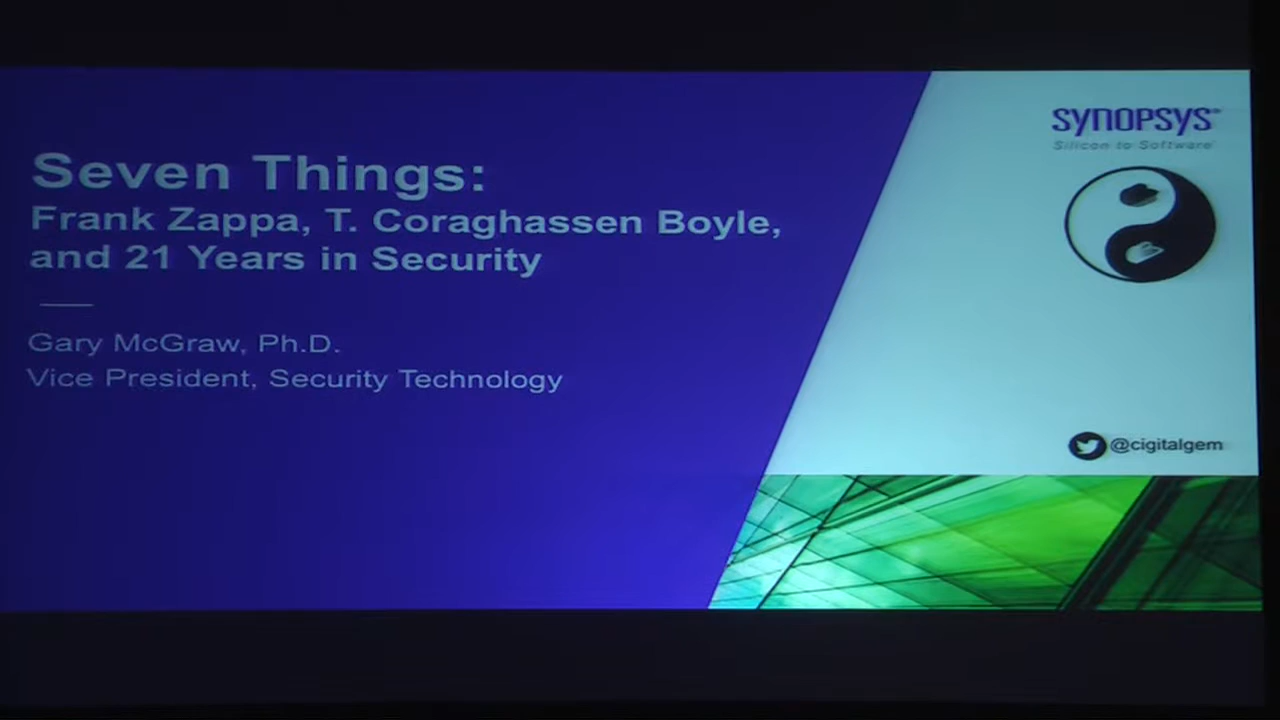 Seven Things:
Frank Zappa, T. Coraghassen Boyle,
and 21 Years in Security
Gary McGraw, Ph.D.
Vice President, Security Technology
SYNOPSYS
Silicon to Software
@cigitalgem